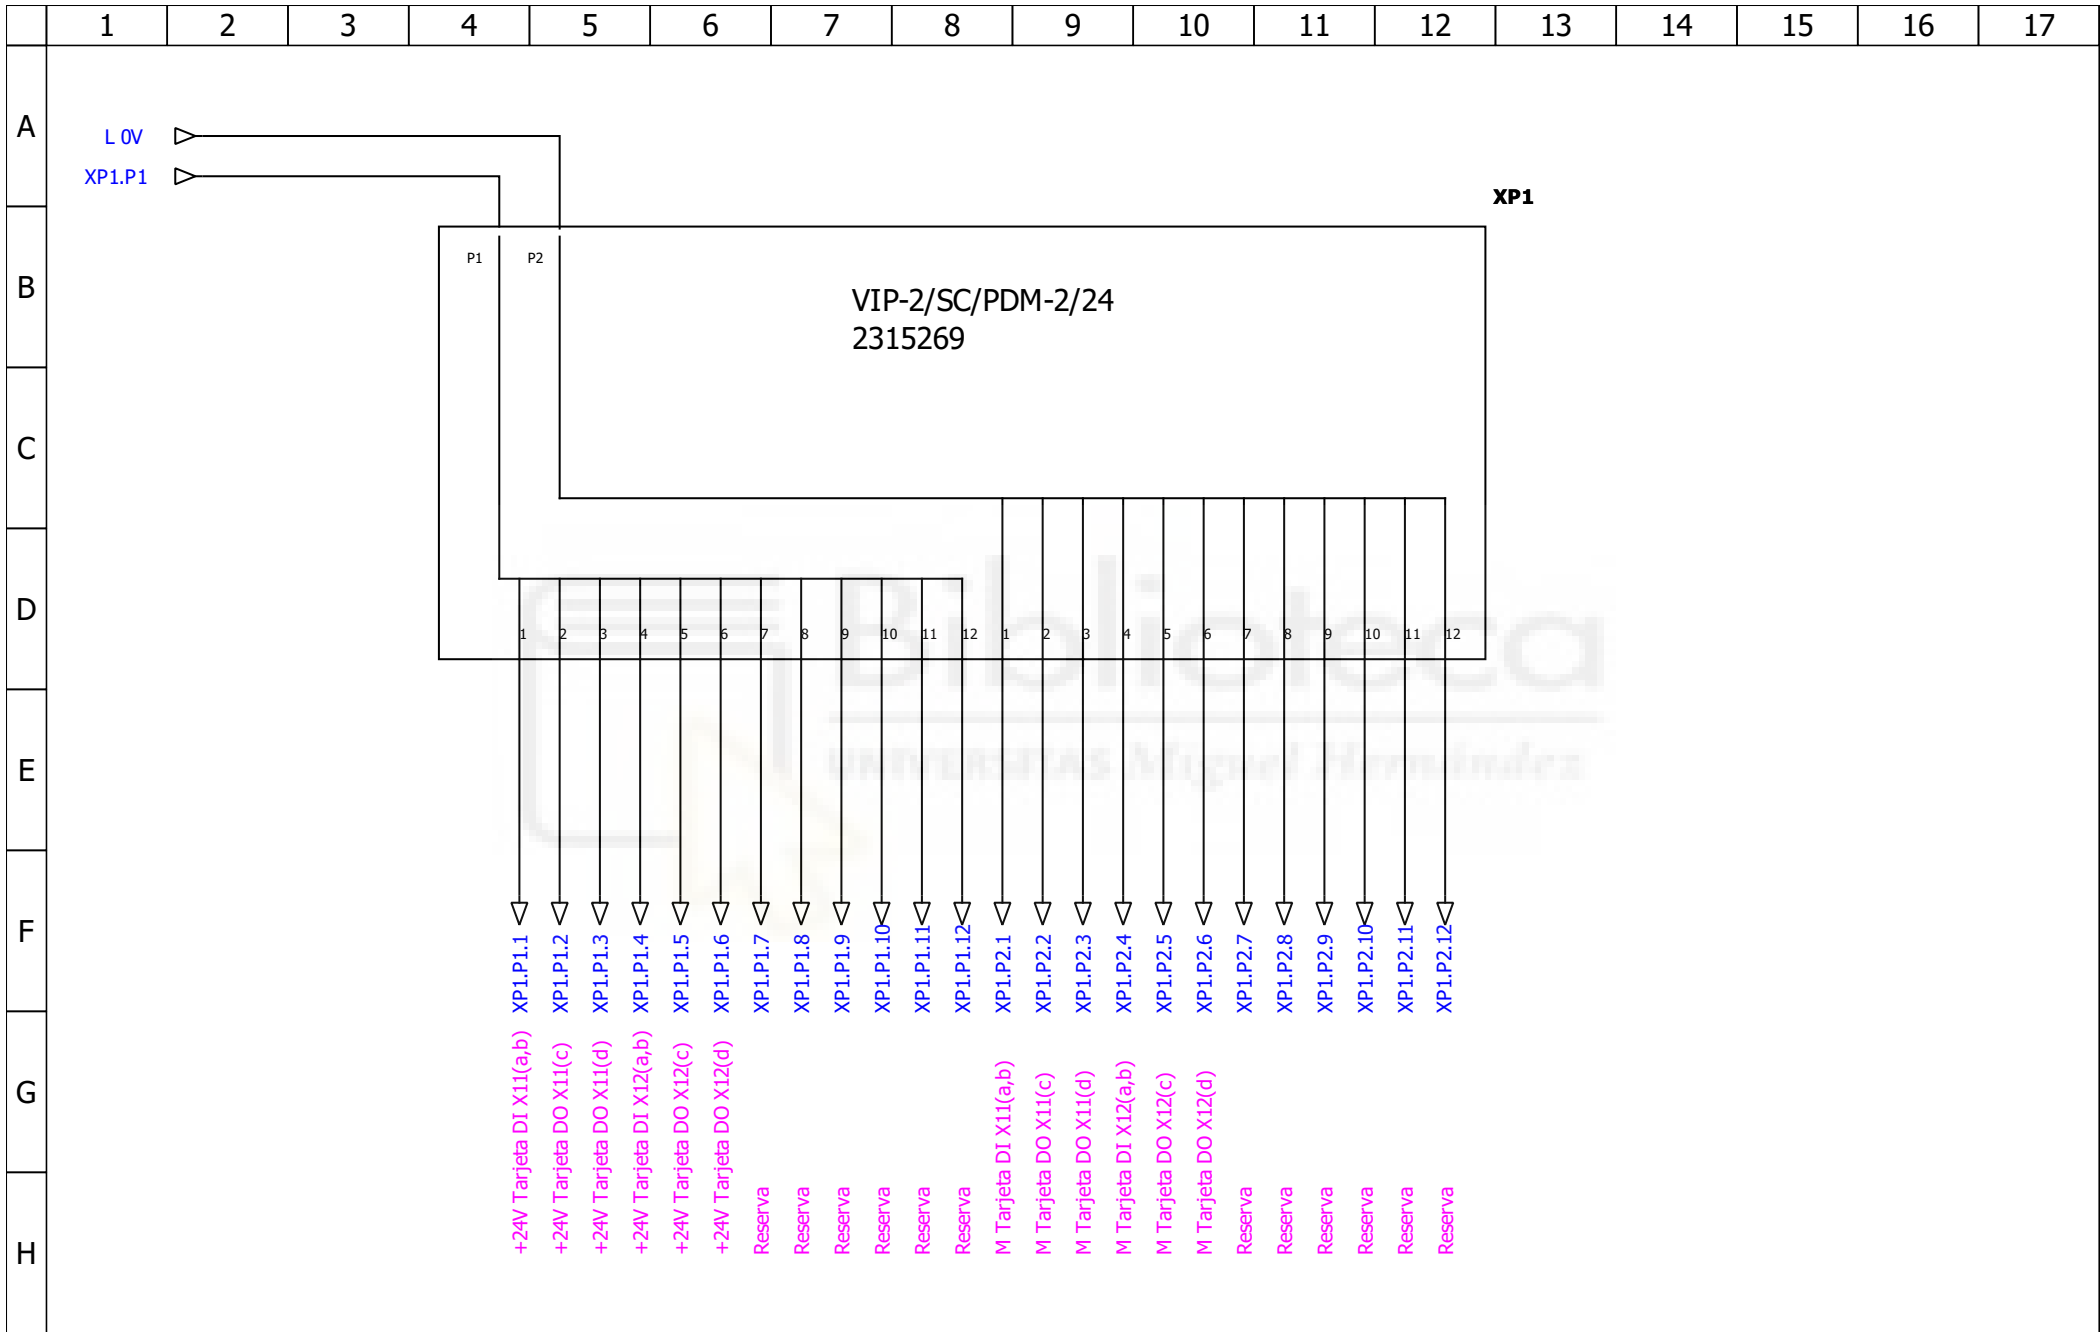 1 2 3 4 5 6 7 8 9 10 11 12 13 14 15 16 17
A
L 0V
XP1.P1
XP1
B
P1 P2
VIP-2/SC/PDM-2/24
2315269
C
D
1 2 3 4 5 6 7 8 9 10 11 12 1 2 3 4 5 6 7 8 9 10 11 12
Biblioteca
UNIVERSITAS Miguel Hernández
E
F
XP1.P1.1
XP1.P1.2
XP1.P1.3
XP1.P1.4
XP1.P1.5
XP1.P1.6
XP1.P1.7
XP1.P1.8
XP1.P1.9
XP1.P1.10
XP1.P1.11
XP1.P1.12
XP1.P2.1
XP1.P2.2
XP1.P2.3
XP1.P2.4
XP1.P2.5
XP1.P2.6
XP1.P2.7
XP1.P2.8
XP1.P2.9
XP1.P2.10
XP1.P2.11
XP1.P2.12
G
+24V Tarjeta DI X11(a,b)
+24V Tarjeta DO X11(c)
+24V Tarjeta DO X11(d)
+24V Tarjeta DI X12(a,b)
+24V Tarjeta DO X12(c)
+24V Tarjeta DO X12(d)
Reserva
Reserva
Reserva
Reserva
Reserva
Reserva
M Tarjeta DI X11(a,b)
M Tarjeta DO X11(c)
M Tarjeta DO X11(d)
M Tarjeta DI X12(a,b)
M Tarjeta DO X12(c)
M Tarjeta DO X12(d)
Reserva
Reserva
Reserva
Reserva
Reserva
Reserva
H